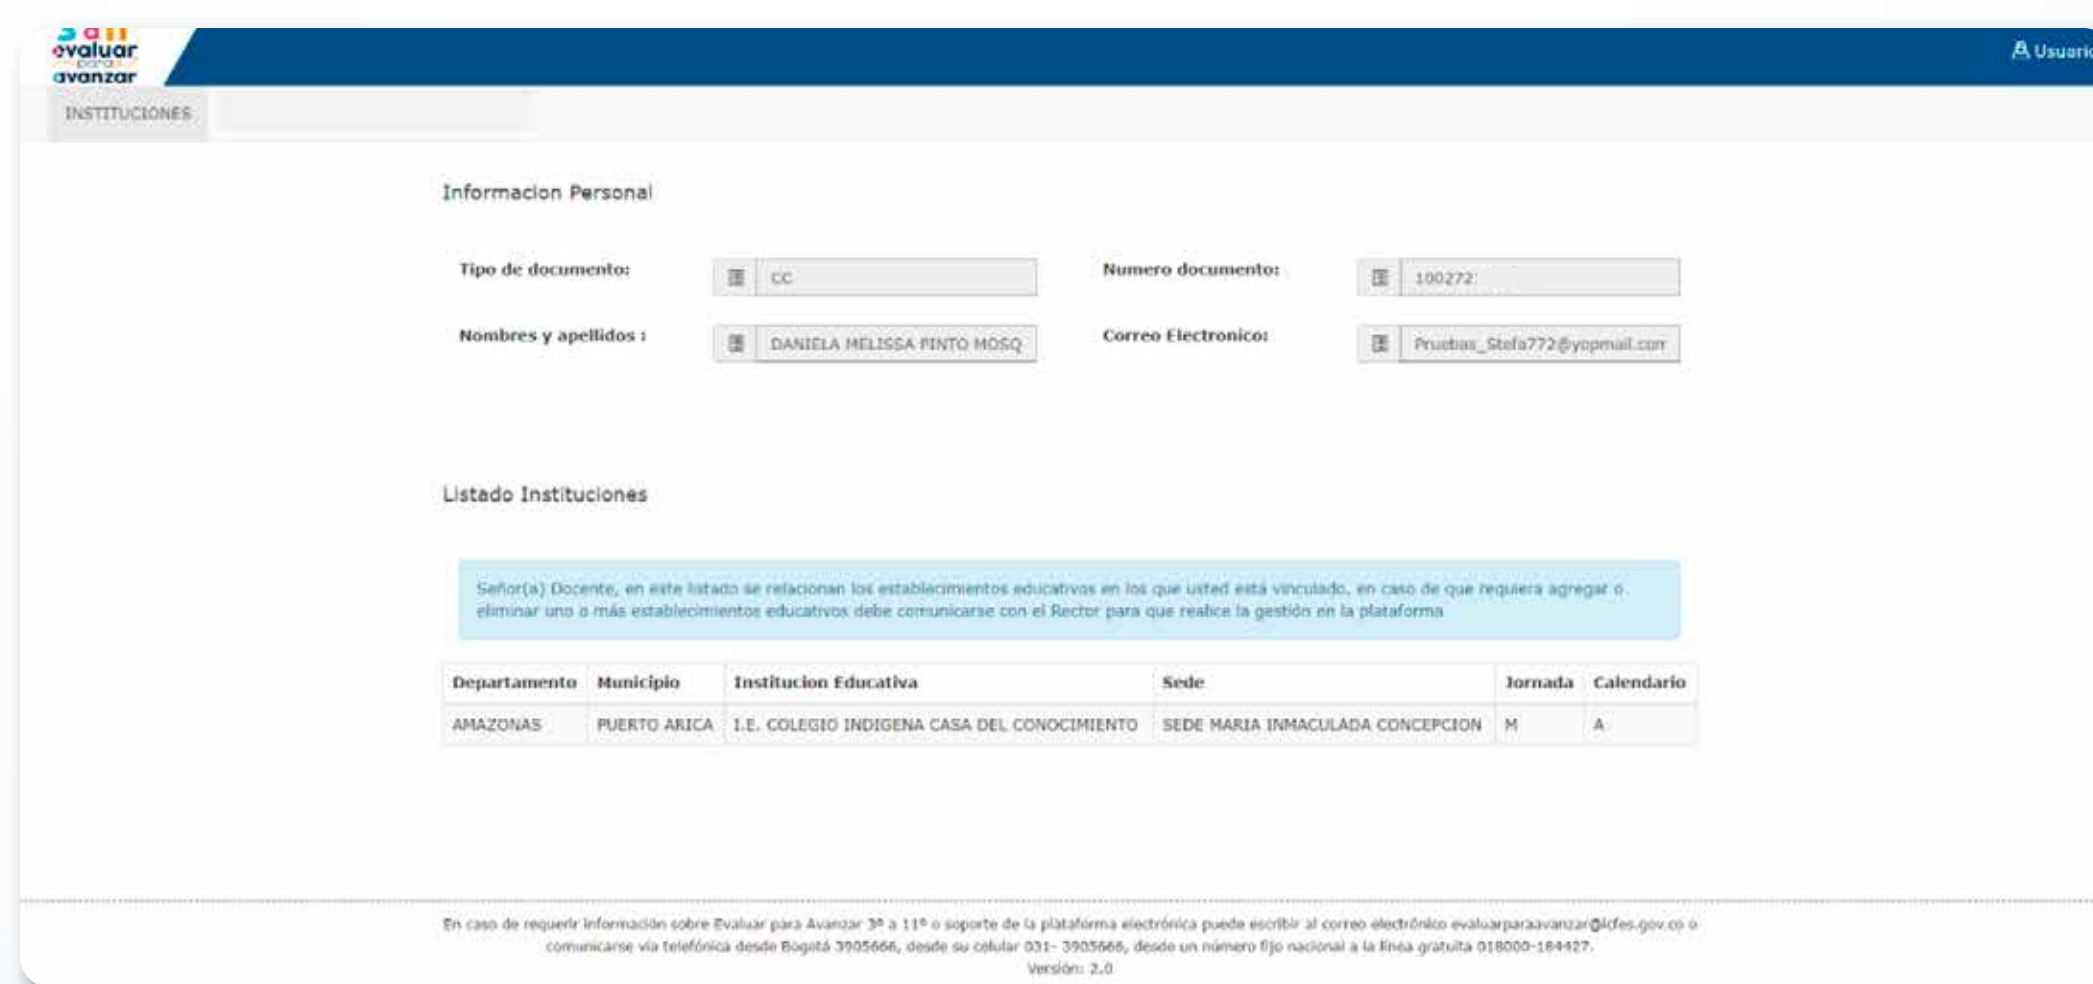 evaluar
para
avanzar
Usuario
INSTITUCIONES
Informacion Personal
Tipo de documento: CC Numero documento: 100272
Nombres y apellidos : DANIELA MELISSA PINTO MOSQ Correo Electronico: Pruebas_Stefa772@yopmail.com
Listado Instituciones
Señor(a) Docente, en este listado se relacionan los establecimientos educativos en los que usted está vinculado, en caso de que requiera agregar o
eliminar uno o más establecimientos educativos debe comunicarse con el Rector para que realice la gestión en la plataforma
Departamento Municipio Institucion Educativa Sede Jornada Calendario
AMAZONAS PUERTO ARICA I.E. COLEGIO INDIGENA CASA DEL CONOCIMIENTO SEDE MARIA INMACULADA CONCEPCION M A
En caso de requerir información sobre Evaluar para Avanzar 3º a 11º o soporte de la plataforma electrónica puede escribir al correo electrónico evaluarparaavanzar@icfes.gov.co o
comunicarse via telefónica desde Bogotá 3905666, desde su celular 031- 3905666, desde un número fijo nacional a la línea gratuita 018000-184427.
Versión: 2.0